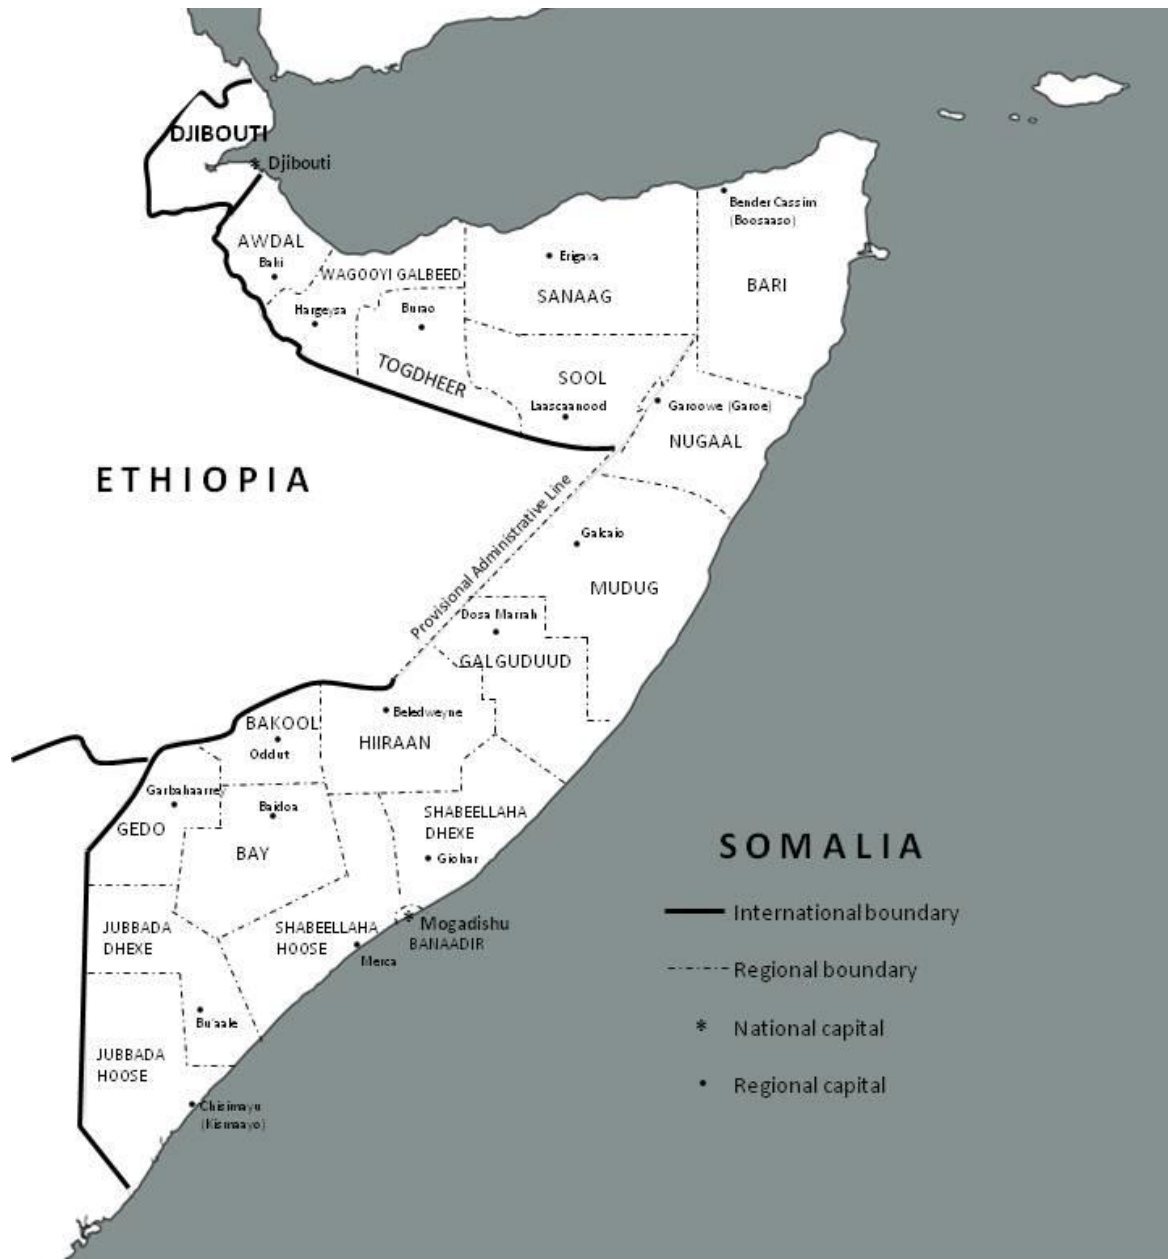 DJIBOUTI
Djibouti
Bender Cassim
(Boosaaso)
AWDAL
Baki
WAGOOYI GALBEED
Erigava
SANAAG
BARI
Hargeysa
Burao
TOGDHEER
SOOL
Laascaanood
Garoowe (Garoe)
NUGAAL
ETHIOPIA
Provisional Administrative Line
Galcaio
MUDUG
Dosa Marrah
GALGUDUUD
BAKOOL
Oddut
Beledweyne
HIIRAAN
Garbahaarrey
GEDO
Baidoa
BAY
SHABEELLAHA
DHEXE
Giohar
SOMALIA
International boundary
JUBBADA
DHEXE
SHABEELLAHA
HOOSE
Mogadishu
BANAADIR
Merca
Regional boundary
Bu'aale
National capital
JUBBADA
HOOSE
Regional capital
Chisimayu
(Kismaayo)